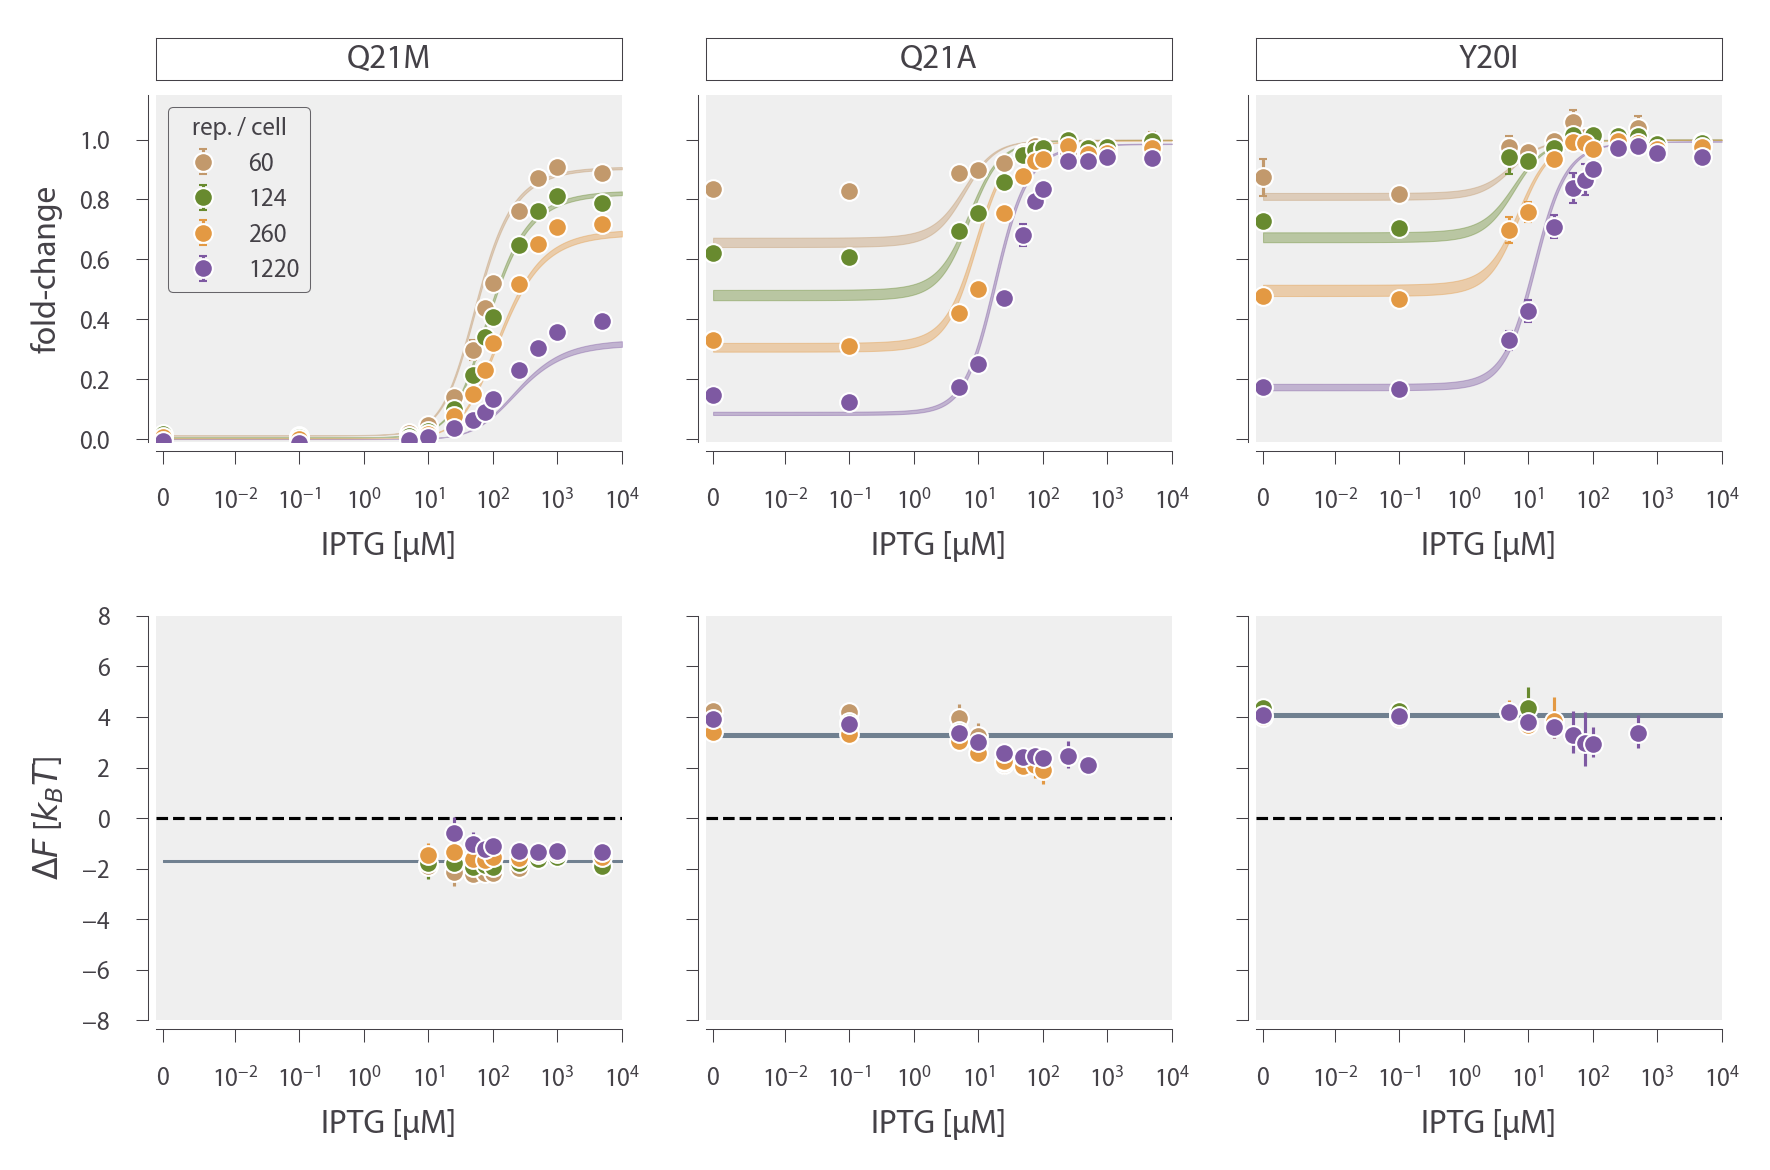 Q21M
Q21A
Y20I
fold-change
1.0
0.8
0.6
0.4
0.2
0.0
rep. / cell
60
124
260
1220
0 10⁻² 10⁻¹ 10⁰ 10¹ 10² 10³ 10⁴
0 10⁻² 10⁻¹ 10⁰ 10¹ 10² 10³ 10⁴
0 10⁻² 10⁻¹ 10⁰ 10¹ 10² 10³ 10⁴
IPTG [µM]
IPTG [µM]
IPTG [µM]
ΔF [k_BT]
8
6
4
2
0
−2
−4
−6
−8
0 10⁻² 10⁻¹ 10⁰ 10¹ 10² 10³ 10⁴
0 10⁻² 10⁻¹ 10⁰ 10¹ 10² 10³ 10⁴
0 10⁻² 10⁻¹ 10⁰ 10¹ 10² 10³ 10⁴
IPTG [µM]
IPTG [µM]
IPTG [µM]